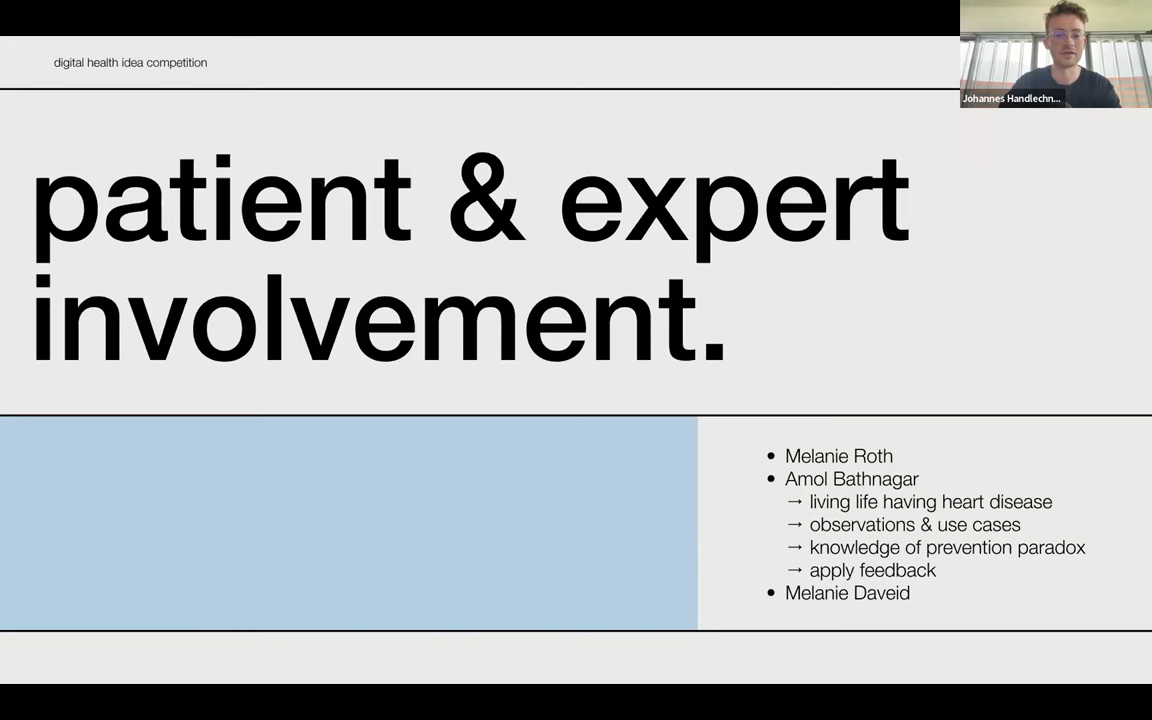 digital health idea competition
Johannes Handlechn...
patient & expert
involvement.
• Melanie Roth
• Amol Bathnagar
→ living life having heart disease
→ observations & use cases
→ knowledge of prevention paradox
→ apply feedback
• Melanie Daveid